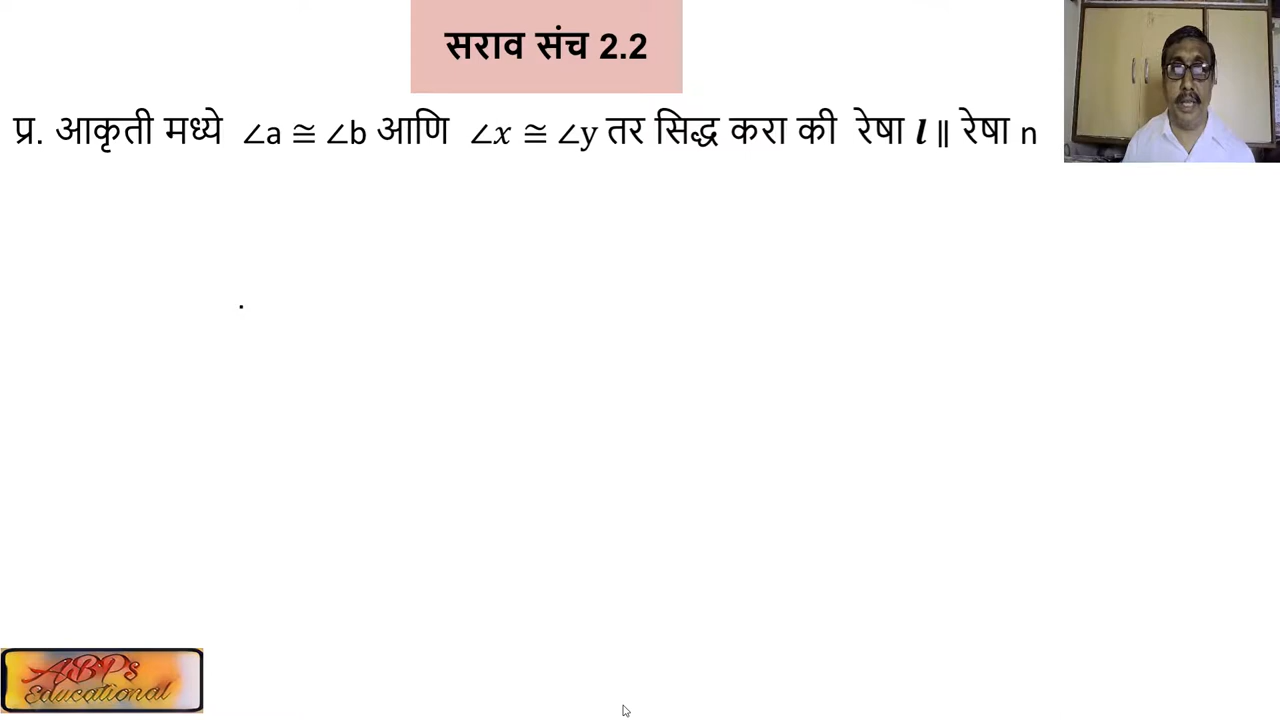 सराव संच 2.2
प्र. आकृती मध्ये ∠a ≅ ∠b आणि ∠x ≅ ∠y तर सिद्ध करा की रेषा l ∥ रेषा n
.
ABPs
Educational